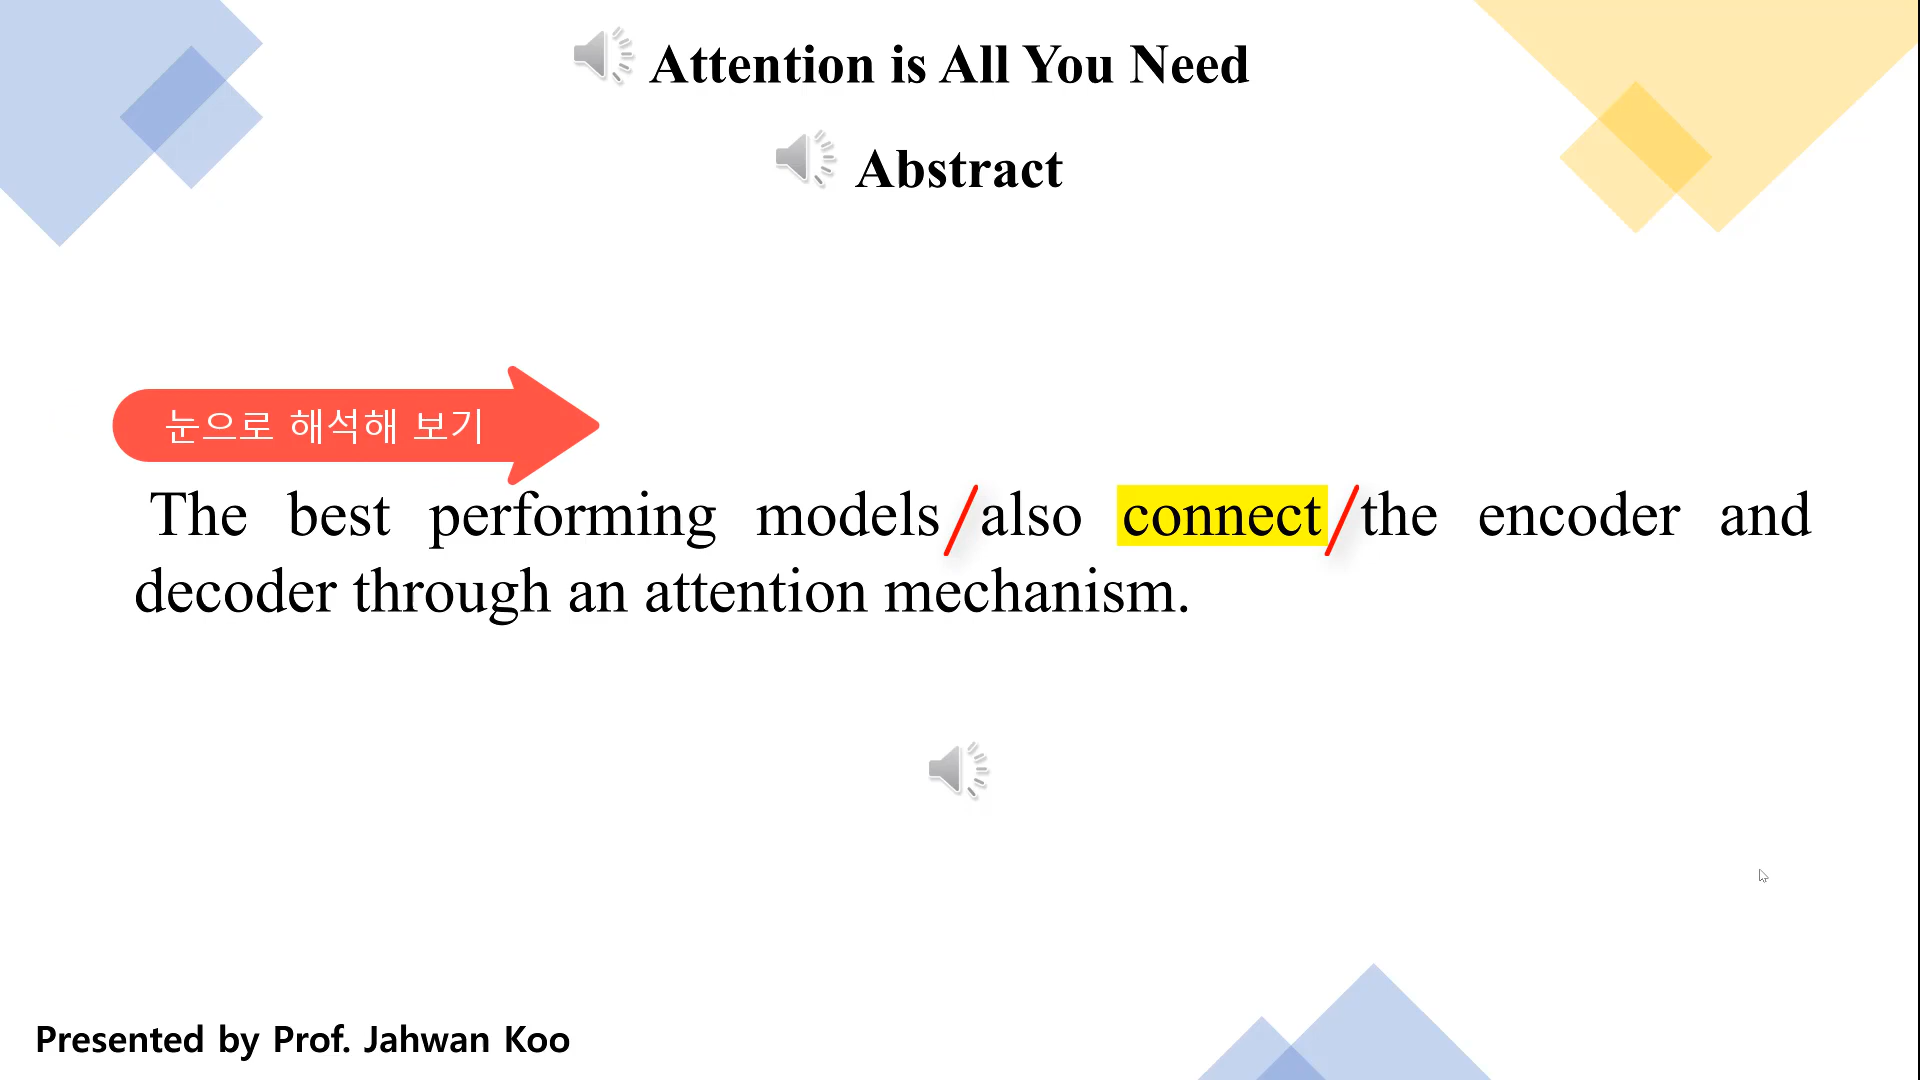 Attention is All You Need
Abstract
눈으로 해석해 보기
The best performing models/also connect/the encoder and
decoder through an attention mechanism.
Presented by Prof. Jahwan Koo